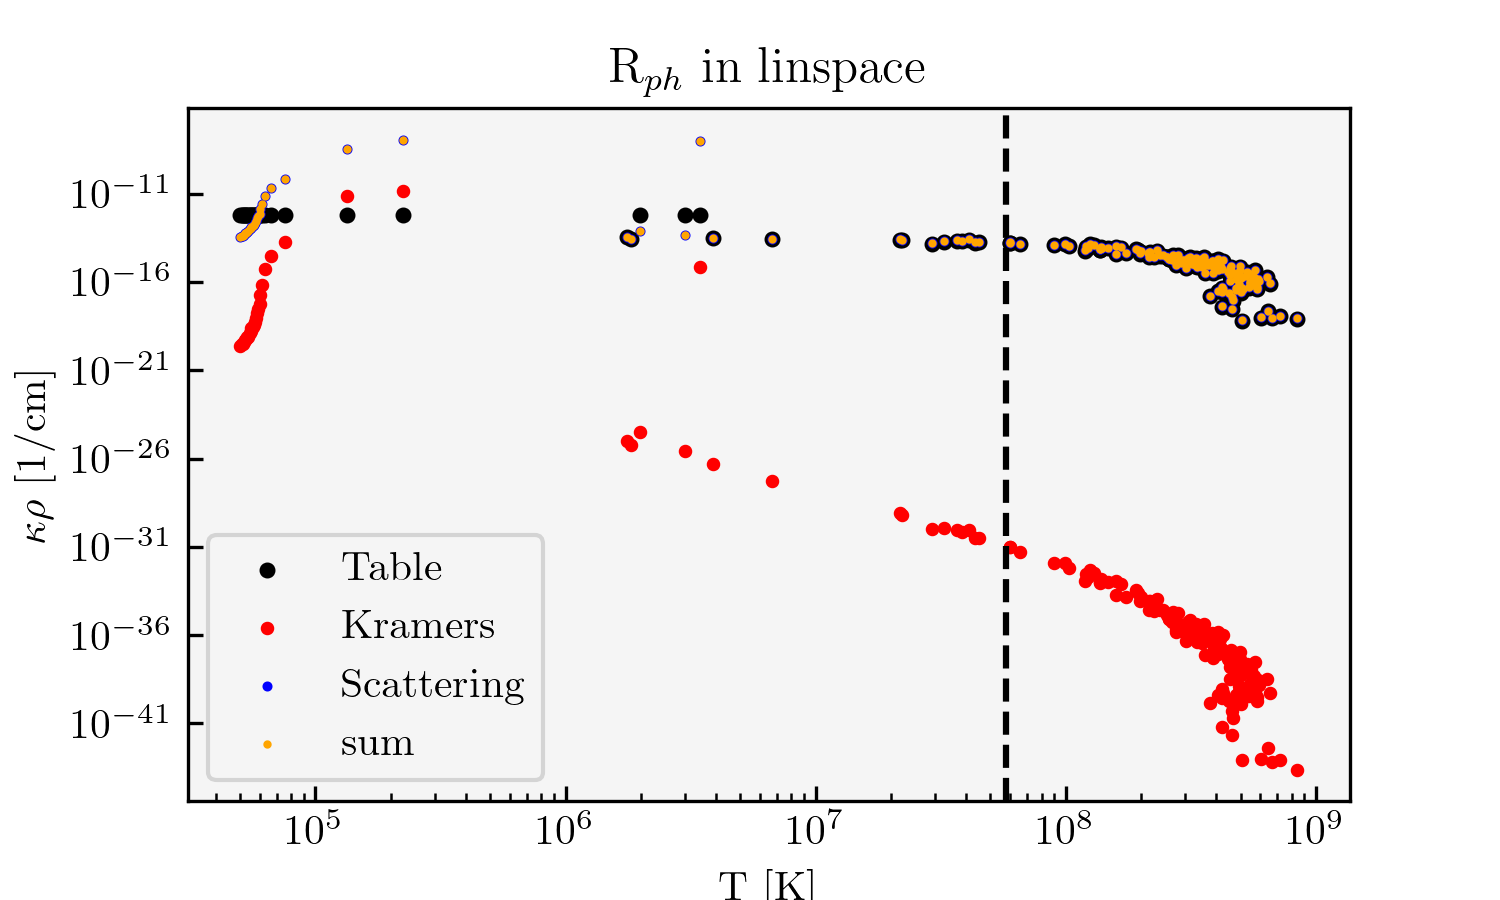 R_{ph} in linspace
κρ [1/cm]
10^{-11}
10^{-16}
10^{-21}
10^{-26}
10^{-31}
10^{-36}
10^{-41}
Table
Kramers
Scattering
sum
10^5 10^6 10^7 10^8 10^9
T [K]